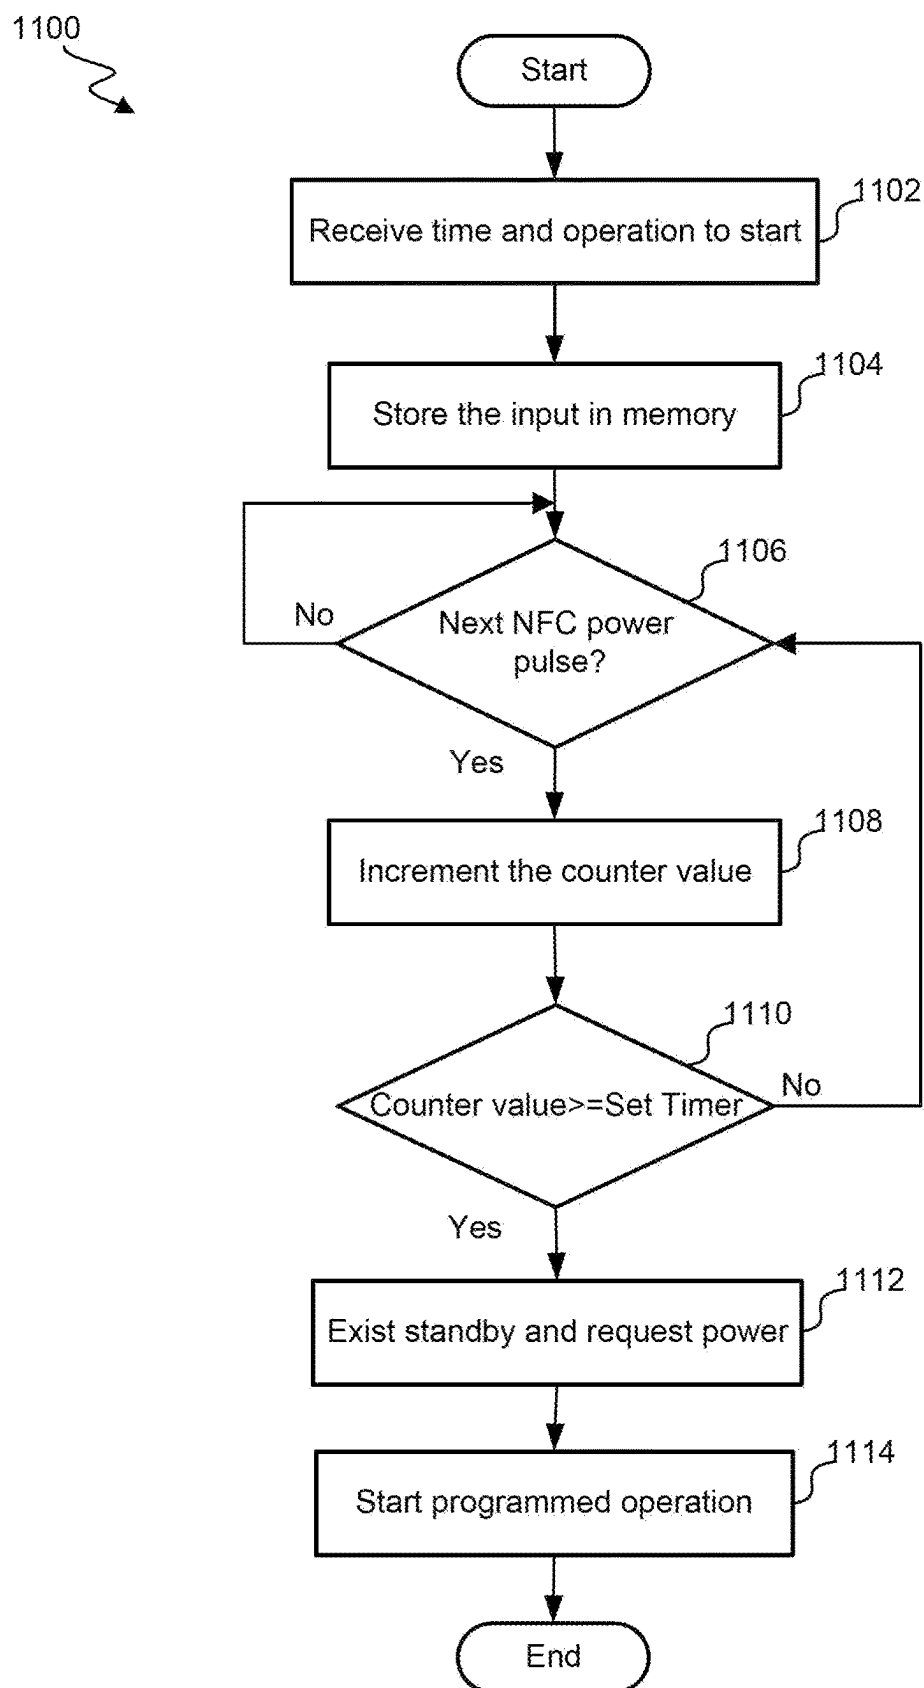 1100
Start
1102
Receive time and operation to start
1104
Store the input in memory
1106
No
Next NFC power
pulse?
Yes
1108
Increment the counter value
1110
Counter value>=Set Timer
No
Yes
1112
Exist standby and request power
1114
Start programmed operation
End